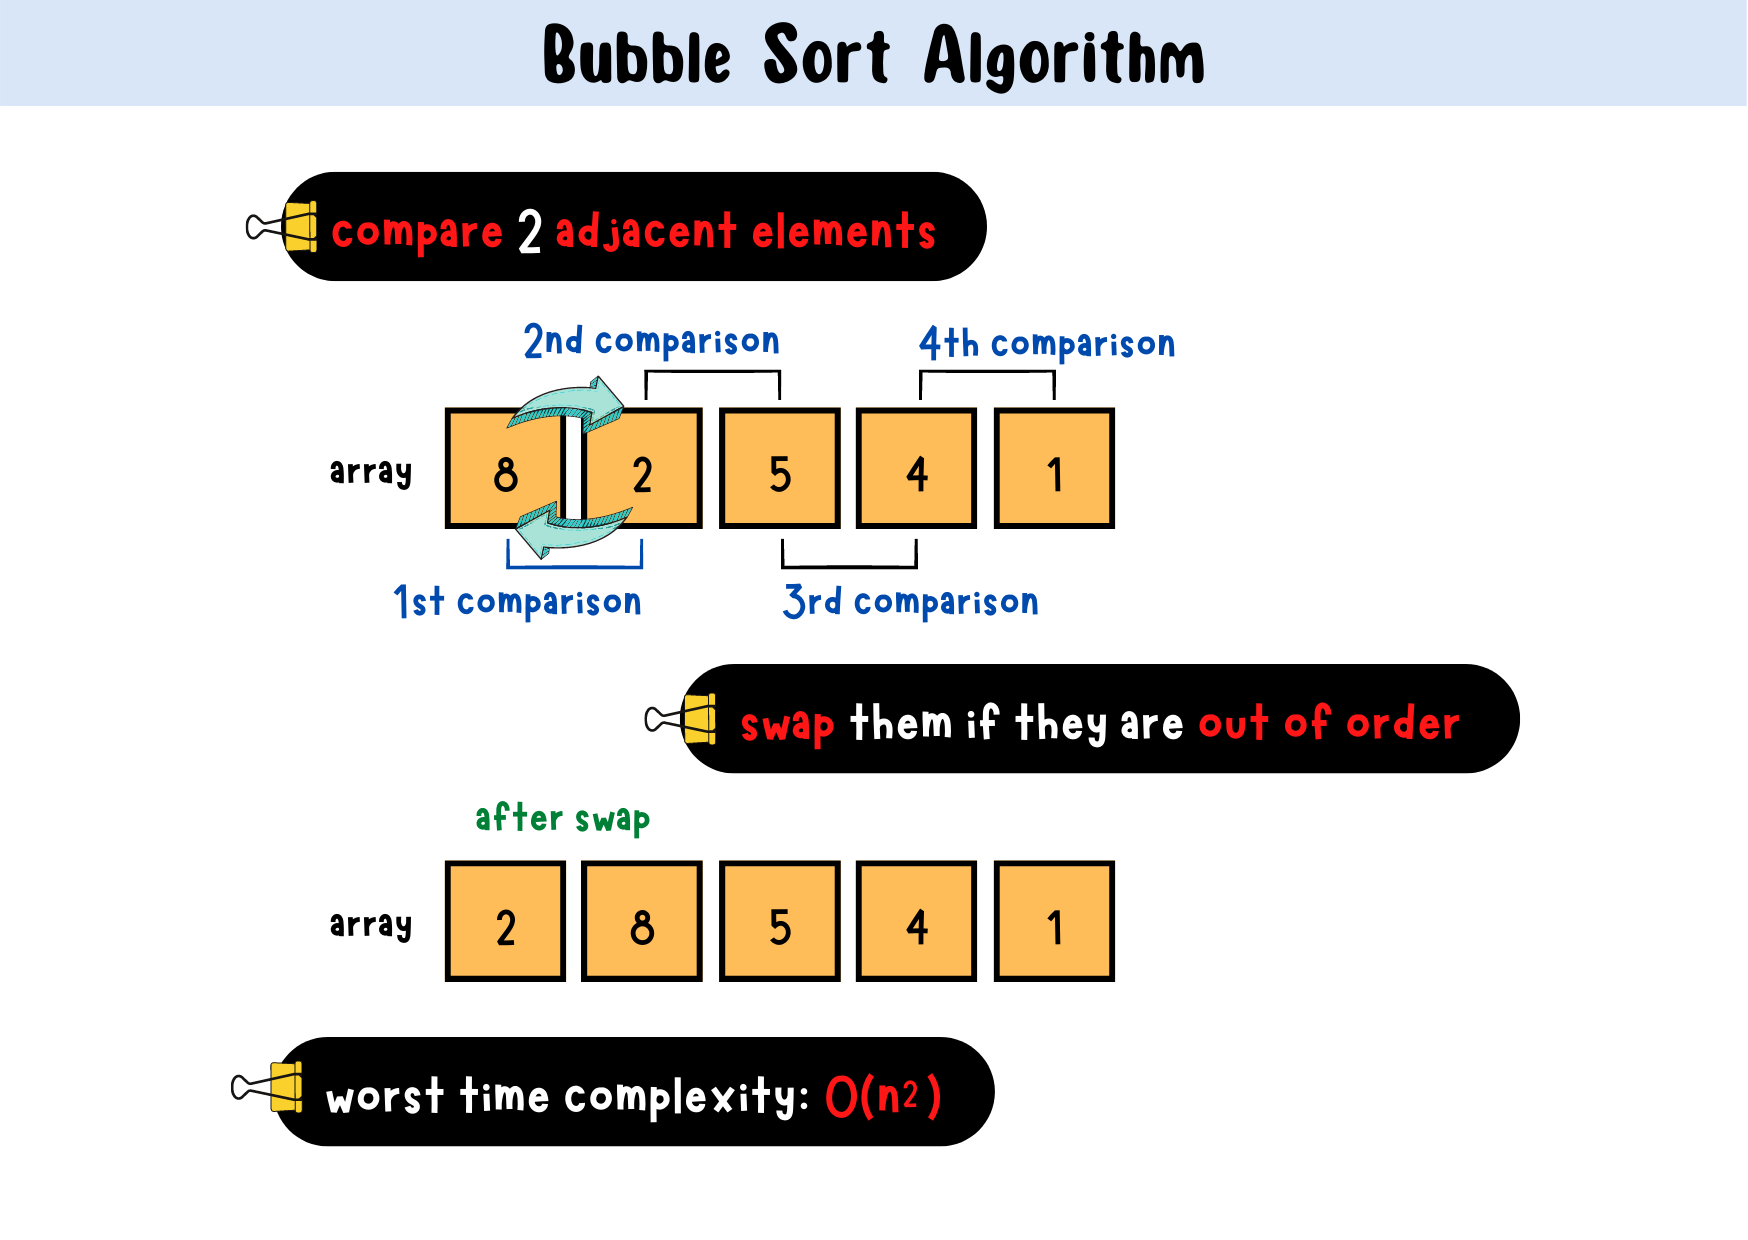 Bubble Sort Algorithm
compare 2 adjacent elements
2nd comparison 4th comparison
array 8 2 5 4 1
1st comparison 3rd comparison
swap them if they are out of order
after swap
array 2 8 5 4 1
worst time complexity: O(n2)